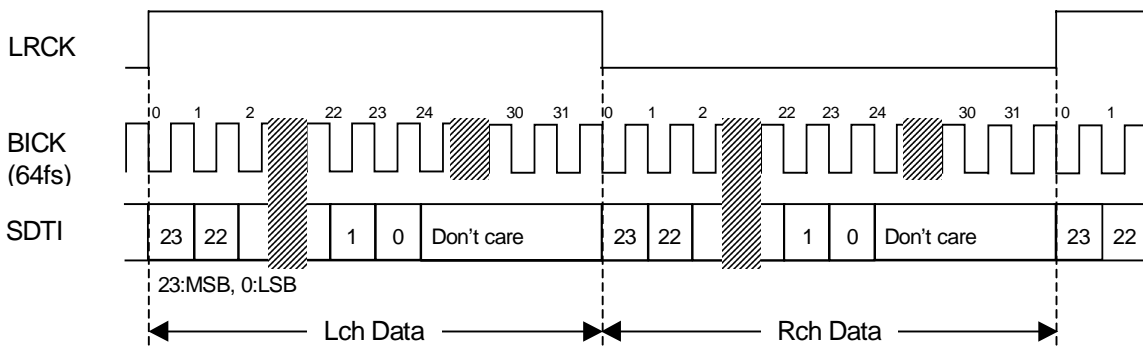 LRCK
0 1 2 22 23 24 30 31 0 1 2 22 23 24 30 31 0 1
BICK
(64fs)
SDTI 23 22 1 0 Don't care 23 22 1 0 Don't care 23 22
23:MSB, 0:LSB
Lch Data Rch Data